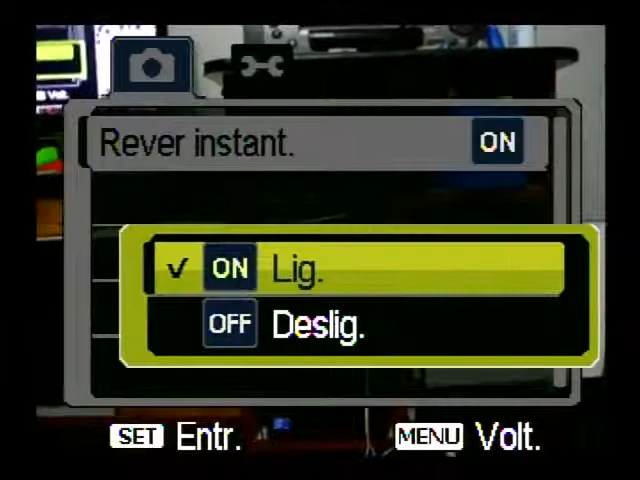 Rever instant. ON
✓ ON Lig.
OFF Deslig.
SET Entr. MENU Volt.